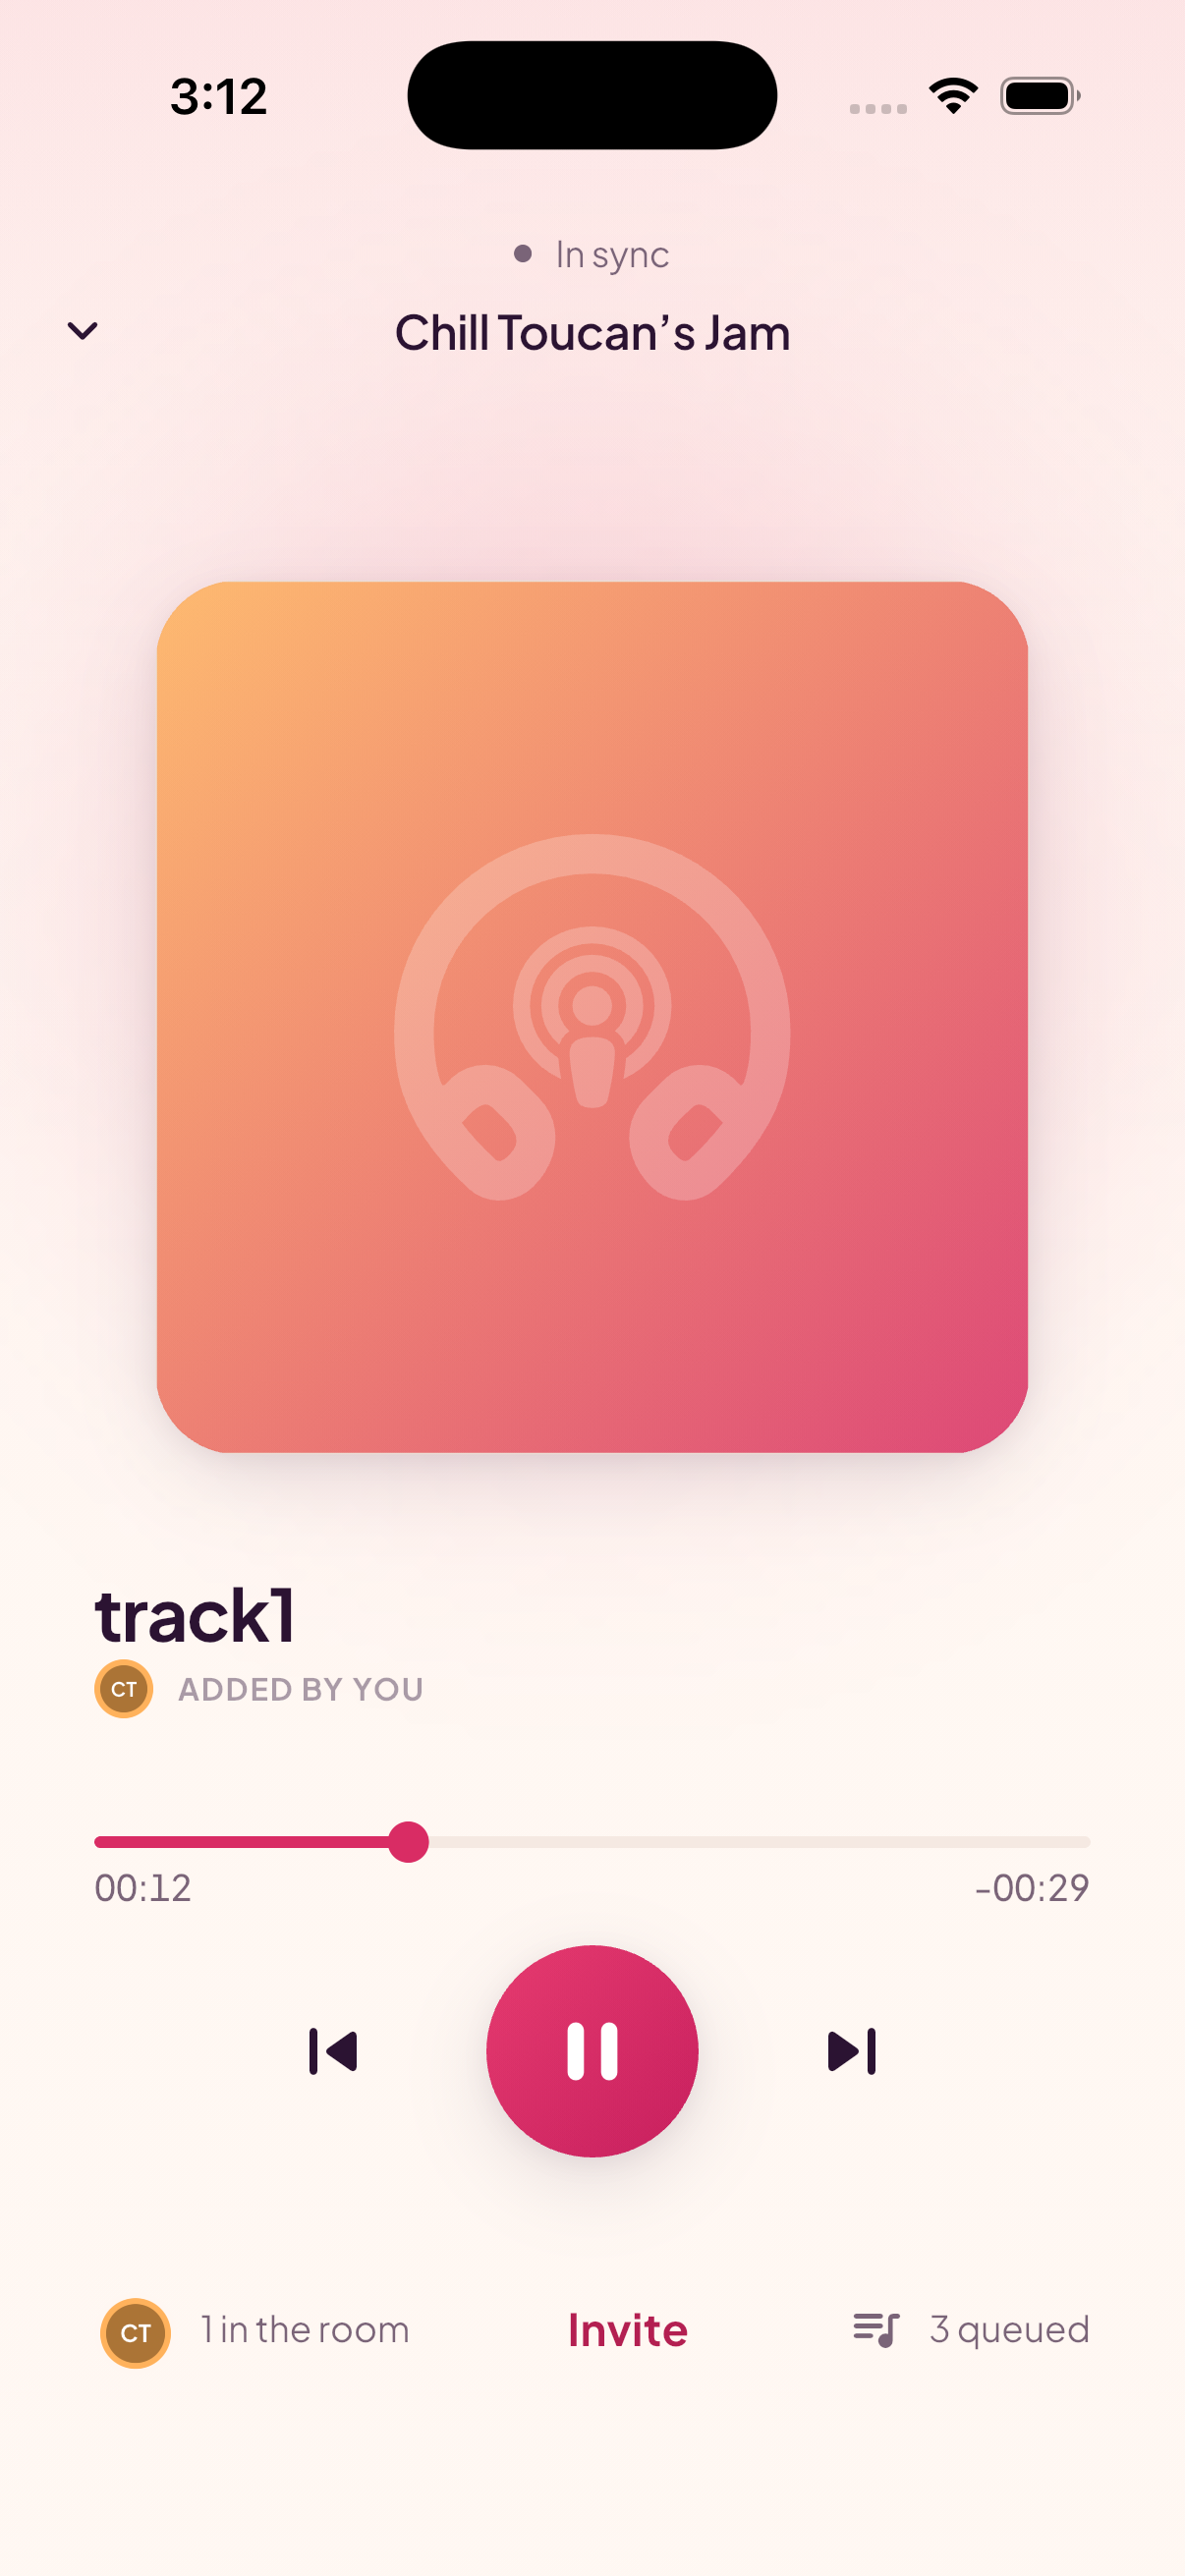 3:12
In sync
Chill Toucan’s Jam
track1
CT ADDED BY YOU
00:12 -00:29
CT 1 in the room Invite 3 queued